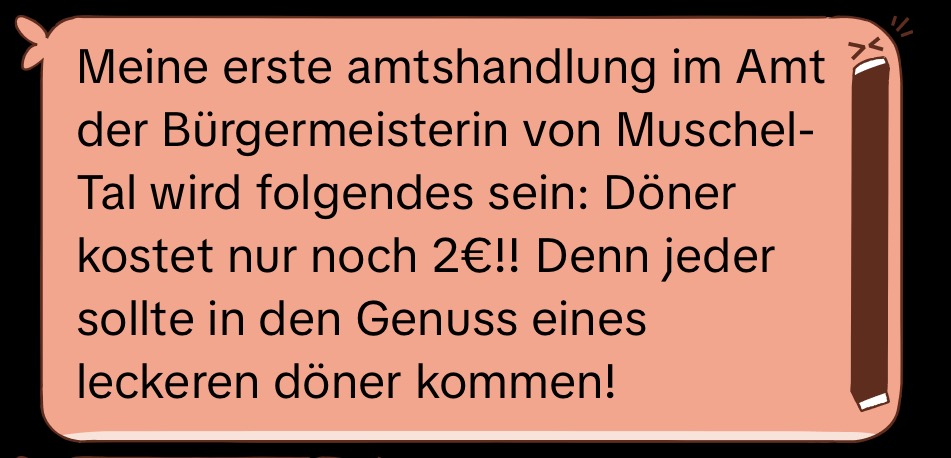 Meine erste amtshandlung im Amt
der Bürgermeisterin von Muschel-
Tal wird folgendes sein: Döner
kostet nur noch 2€!! Denn jeder
sollte in den Genuss eines
leckeren döner kommen!